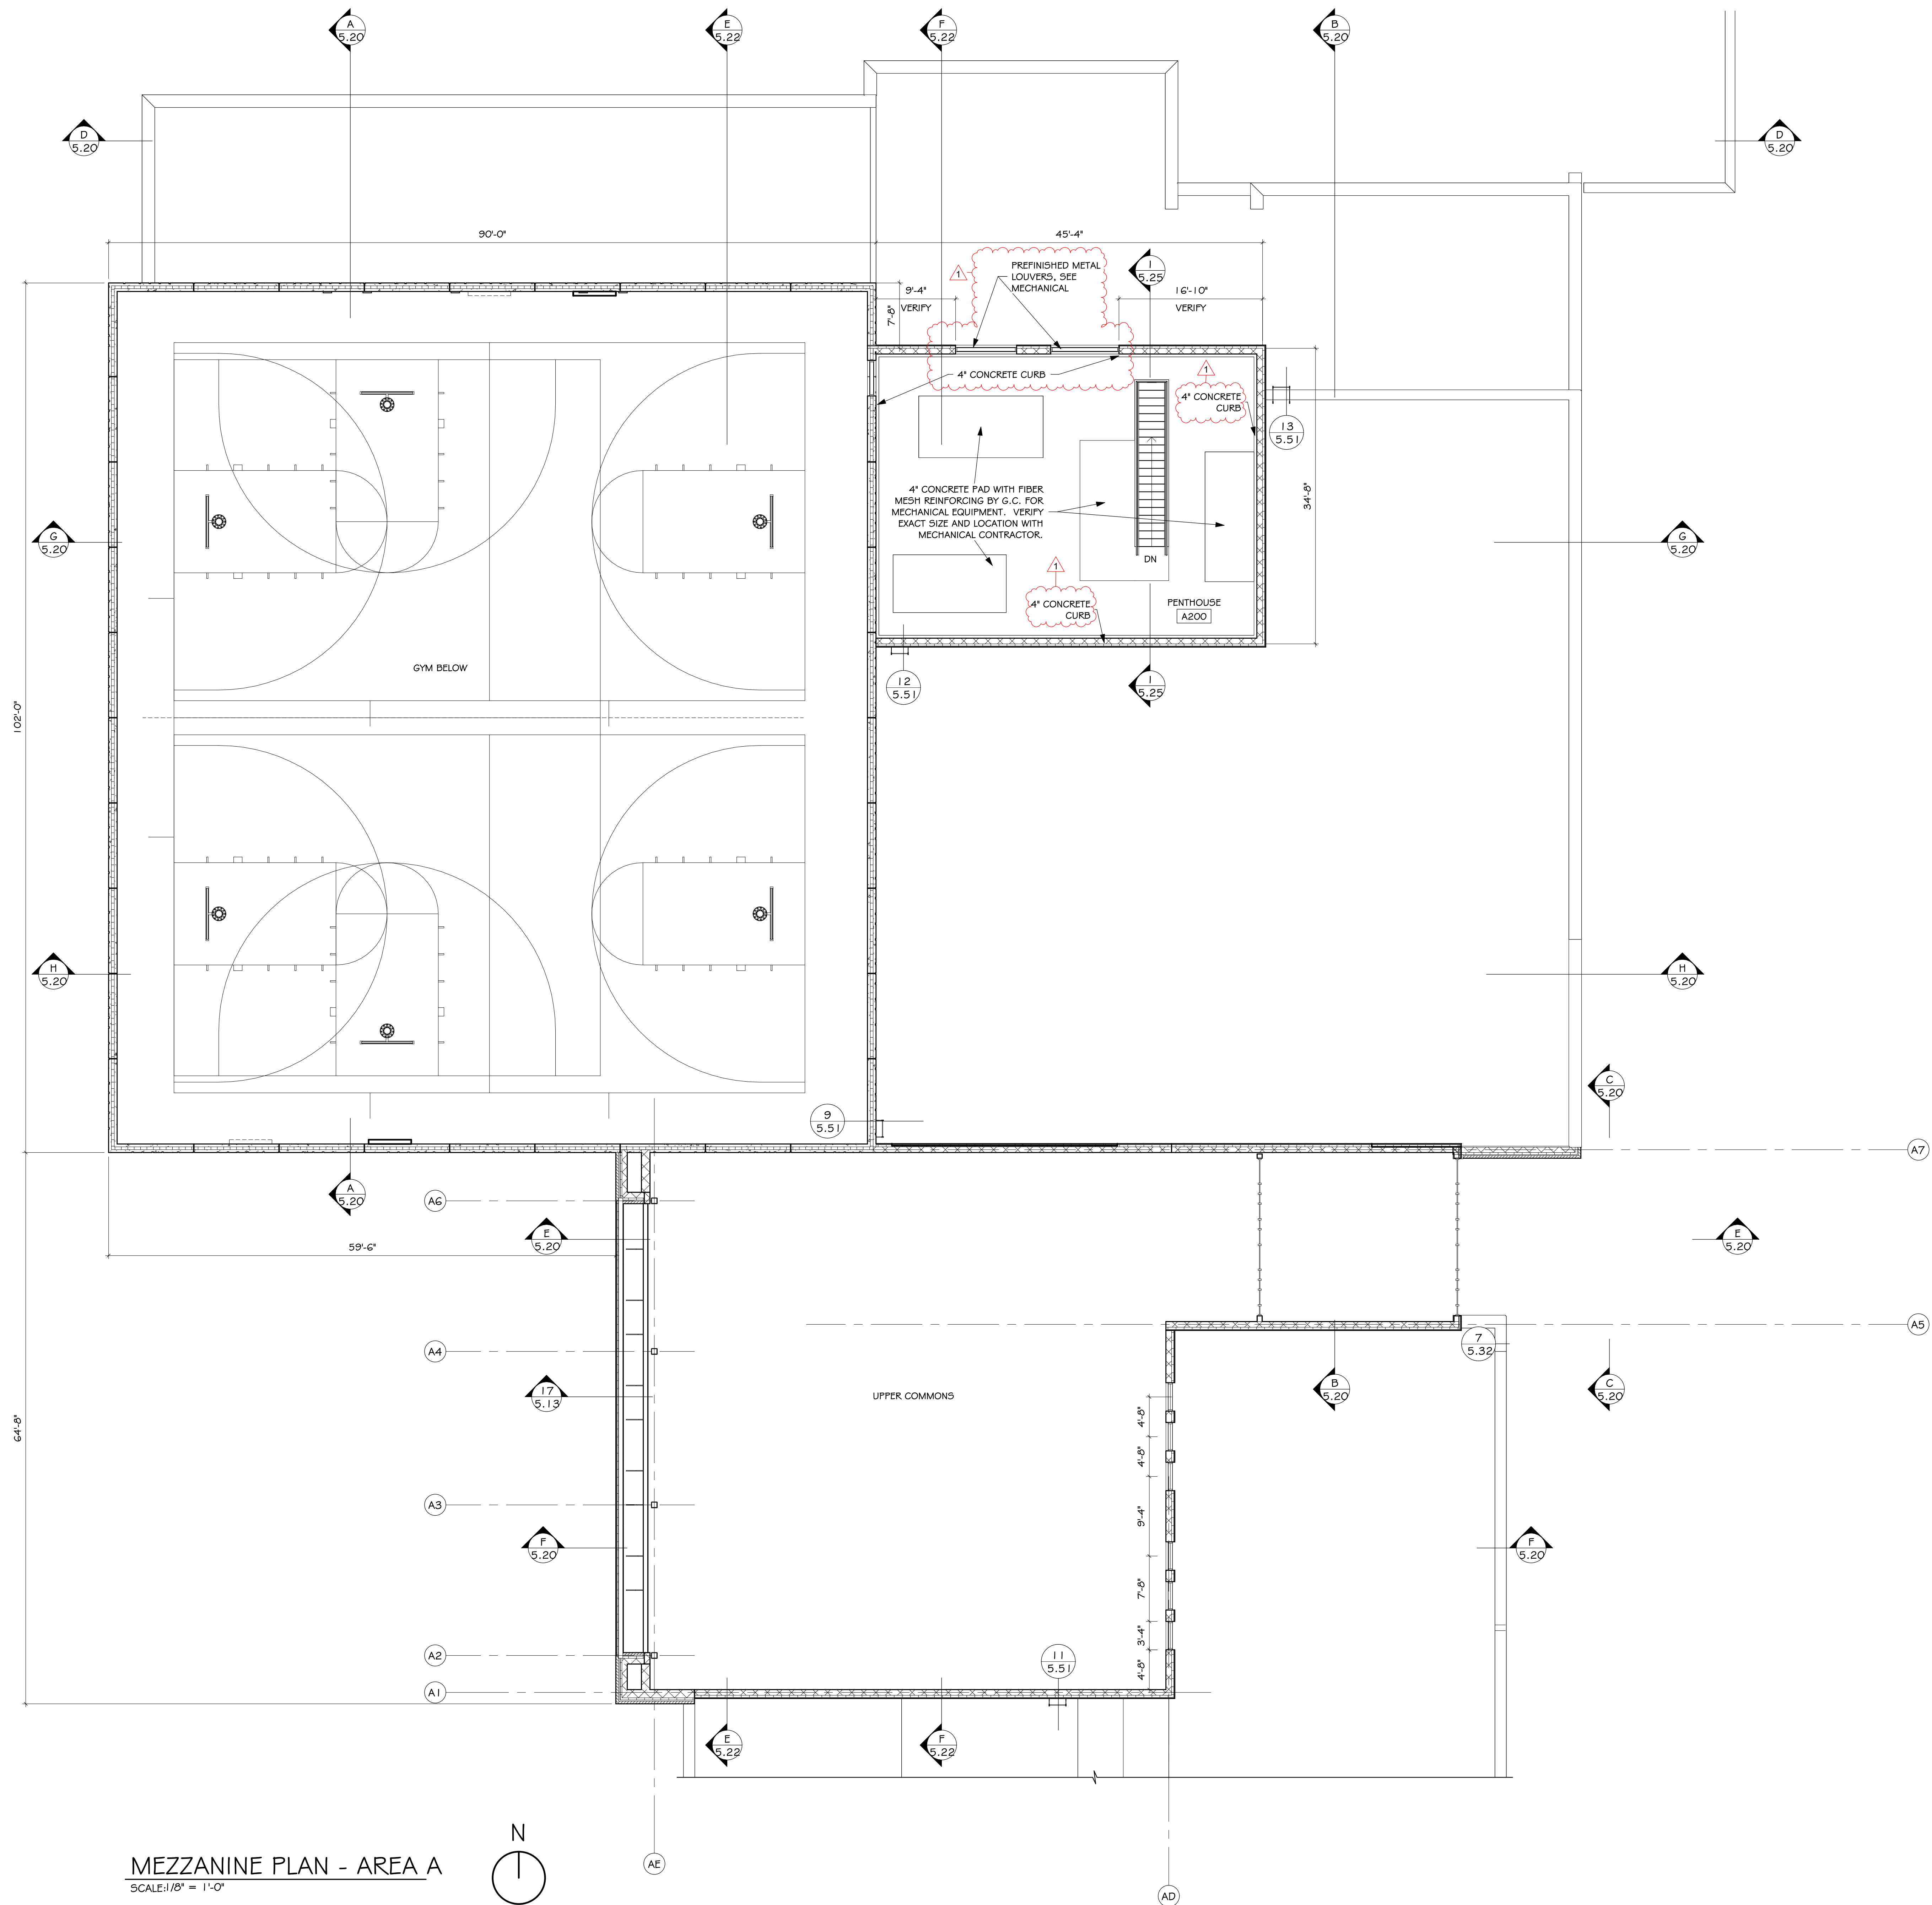 A
5.20
E
5.22
F
5.22
B
5.20
D
5.20
D
5.20
90'-0"
45'-4"
1
PREFINISHED METAL
LOUVERS, SEE
MECHANICAL
I
5.25
9'-4"
VERIFY
16'-10"
VERIFY
7'-8"
4" CONCRETE CURB
1
4" CONCRETE
CURB
13
5.51
34'-8"
4" CONCRETE PAD WITH FIBER
MESH REINFORCING BY G.C. FOR
MECHANICAL EQUIPMENT. VERIFY
EXACT SIZE AND LOCATION WITH
MECHANICAL CONTRACTOR.
G
5.20
G
5.20
DN
1
4" CONCRETE
CURB
PENTHOUSE
A200
GYM BELOW
12
5.51
I
5.25
102'-0"
H
5.20
H
5.20
9
5.51
C
5.20
A7
A
5.20
A6
E
5.20
E
5.20
59'-6"
A5
A4
7
5.32
17
5.13
UPPER COMMONS
B
5.20
C
5.20
4'-8"
4'-8"
9'-4"
7'-8"
3'-4"
4'-8"
64'-8"
A3
F
5.20
F
5.20
A2
A1
11
5.51
E
5.22
F
5.22
N
MEZZANINE PLAN - AREA A
SCALE:1/8" = 1'-0"
AE
AD